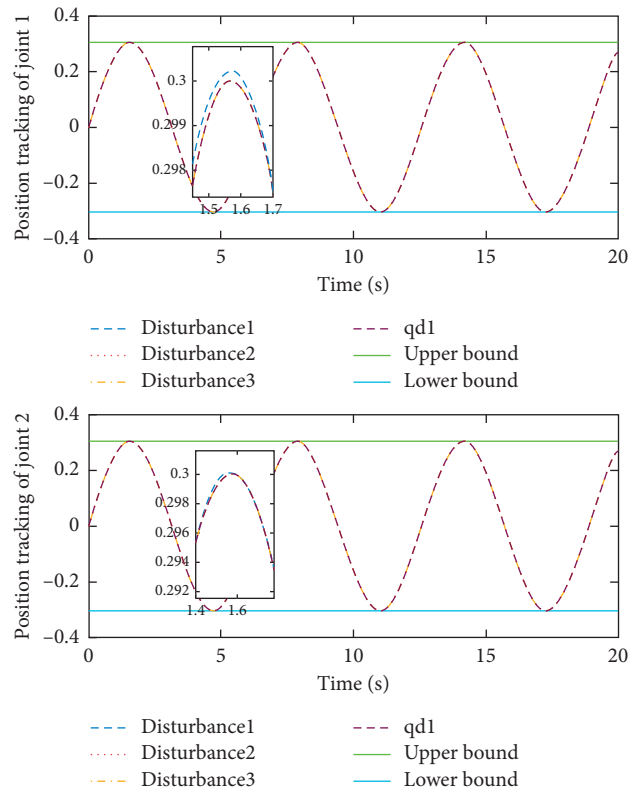 Position tracking of joint 1
0.4
0.2
0
−0.2
−0.4
0.3
0.299
0.298
1.5 1.6 1.7
0 5 10 15 20
Time (s)
Disturbance1
Disturbance2
Disturbance3
qd1
Upper bound
Lower bound
Position tracking of joint 2
0.4
0.2
0
−0.2
−0.4
0.3
0.298
0.296
0.294
0.292
1.4 1.6
0 5 10 15 20
Time (s)
Disturbance1
Disturbance2
Disturbance3
qd1
Upper bound
Lower bound